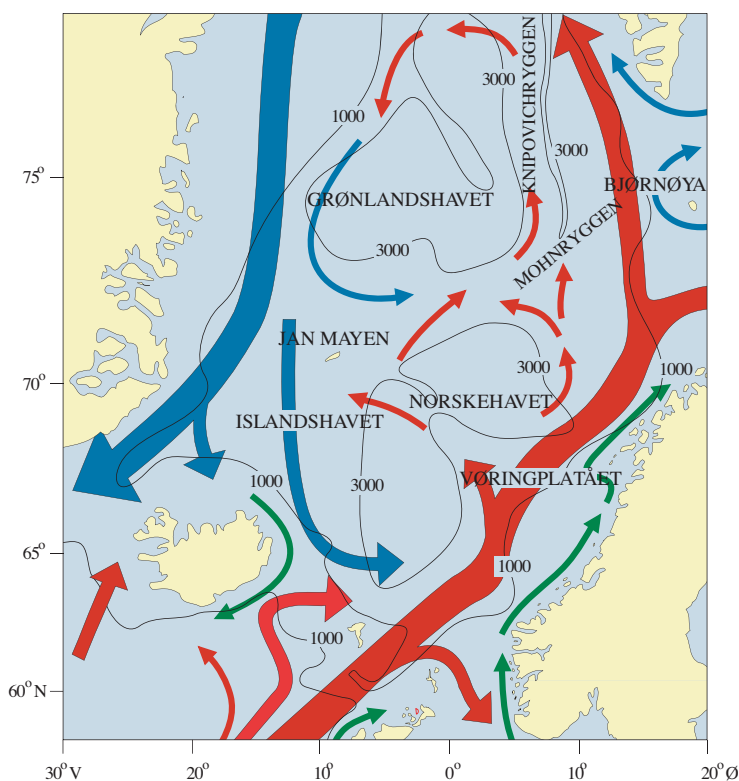 KNIPOVICHRYGGEN
3000
1000
3000
75°
BJØRNØYA
GRØNLANDSHAVET
MOHNRYGGEN
3000
JAN MAYEN
3000
1000
70°
NORSKEHAVET
ISLANDSHAVET
VØRINGPLATÅET
1000
3000
65°
1000
1000
60° N
30° V
20°
10°
0°
10°
20° Ø